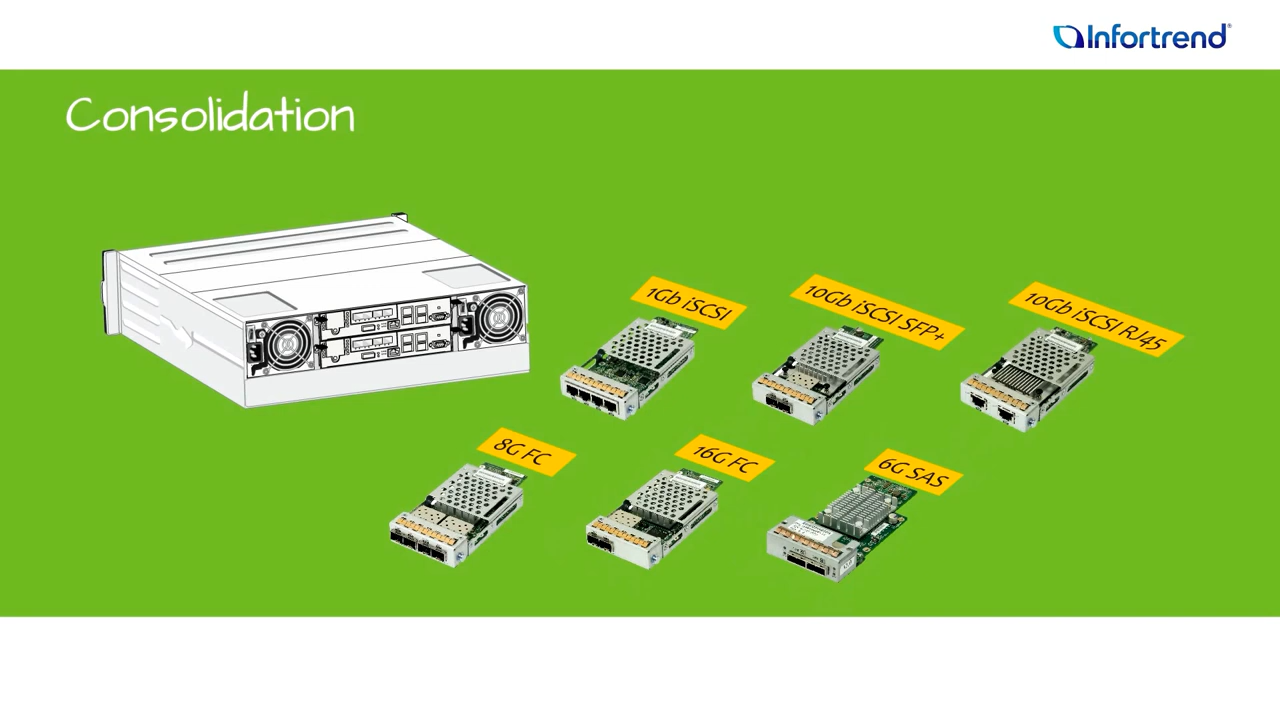 Infortrend®
Consolidation
1Gb iSCSI
10Gb iSCSI SFP+
10Gb iSCSI RJ45
8G FC
16G FC
6G SAS